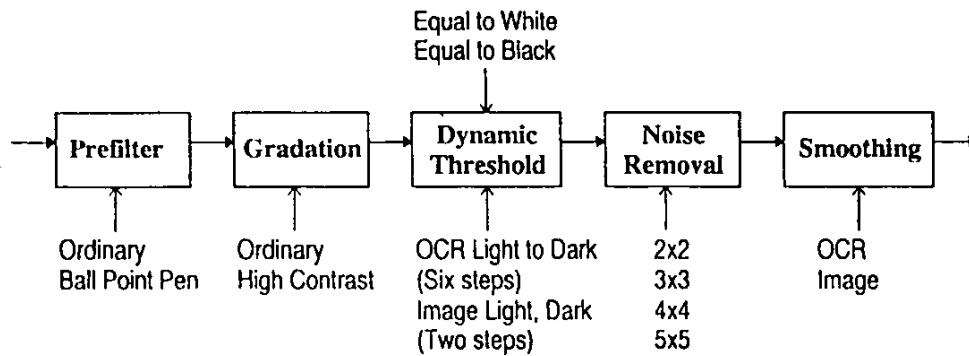 Equal to White
Equal to Black
Prefilter
Gradation
Dynamic
Threshold
Noise
Removal
Smoothing
Ordinary
Ball Point Pen
Ordinary
High Contrast
OCR Light to Dark
(Six steps)
Image Light, Dark
(Two steps)
2x2
3x3
4x4
5x5
OCR
Image